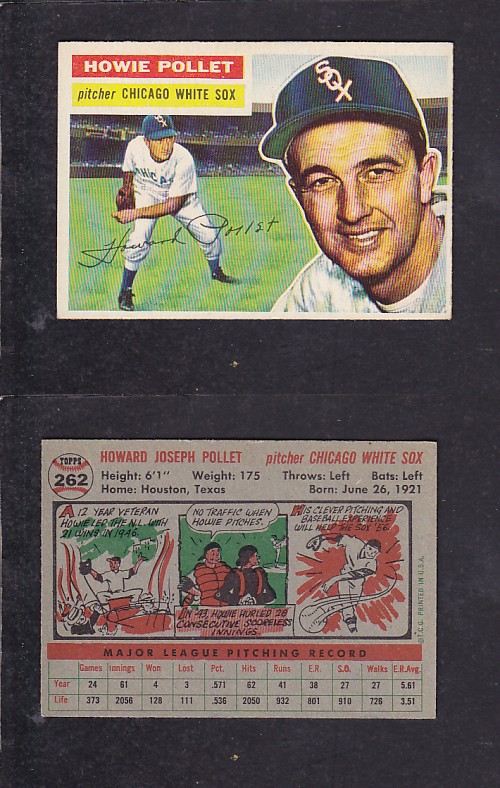 HOWIE POLLET
pitcher CHICAGO WHITE SOX
SOX
CHICA
Howard Pollet
TOPPS
262
HOWARD JOSEPH POLLET pitcher CHICAGO WHITE SOX
Height: 6'1" Weight: 175 Throws: Left Bats: Left
Home: Houston, Texas Born: June 26, 1921
A 12 YEAR VETERAN
HOWIE LED THE N.L. WITH
21 WINS IN 1946.
NO TRAFFIC WHEN
HOWIE PITCHES.
IN '43, HOWIE HURLED 28
CONSECUTIVE SCORELESS
INNINGS.
HIS CLEVER PITCHING AND
BASEBALL EXPERIENCE
WILL HELP THE SOX '56.
©T.C.G. PRINTED IN U.S.A.
MAJOR LEAGUE PITCHING RECORD
Games Innings Won Lost Pct. Hits Runs E.R. S.O. Walks E.R.Avg.
Year 24 61 4 3 .571 62 41 38 27 27 5.61
Life 373 2056 128 111 .536 2050 932 801 910 726 3.51